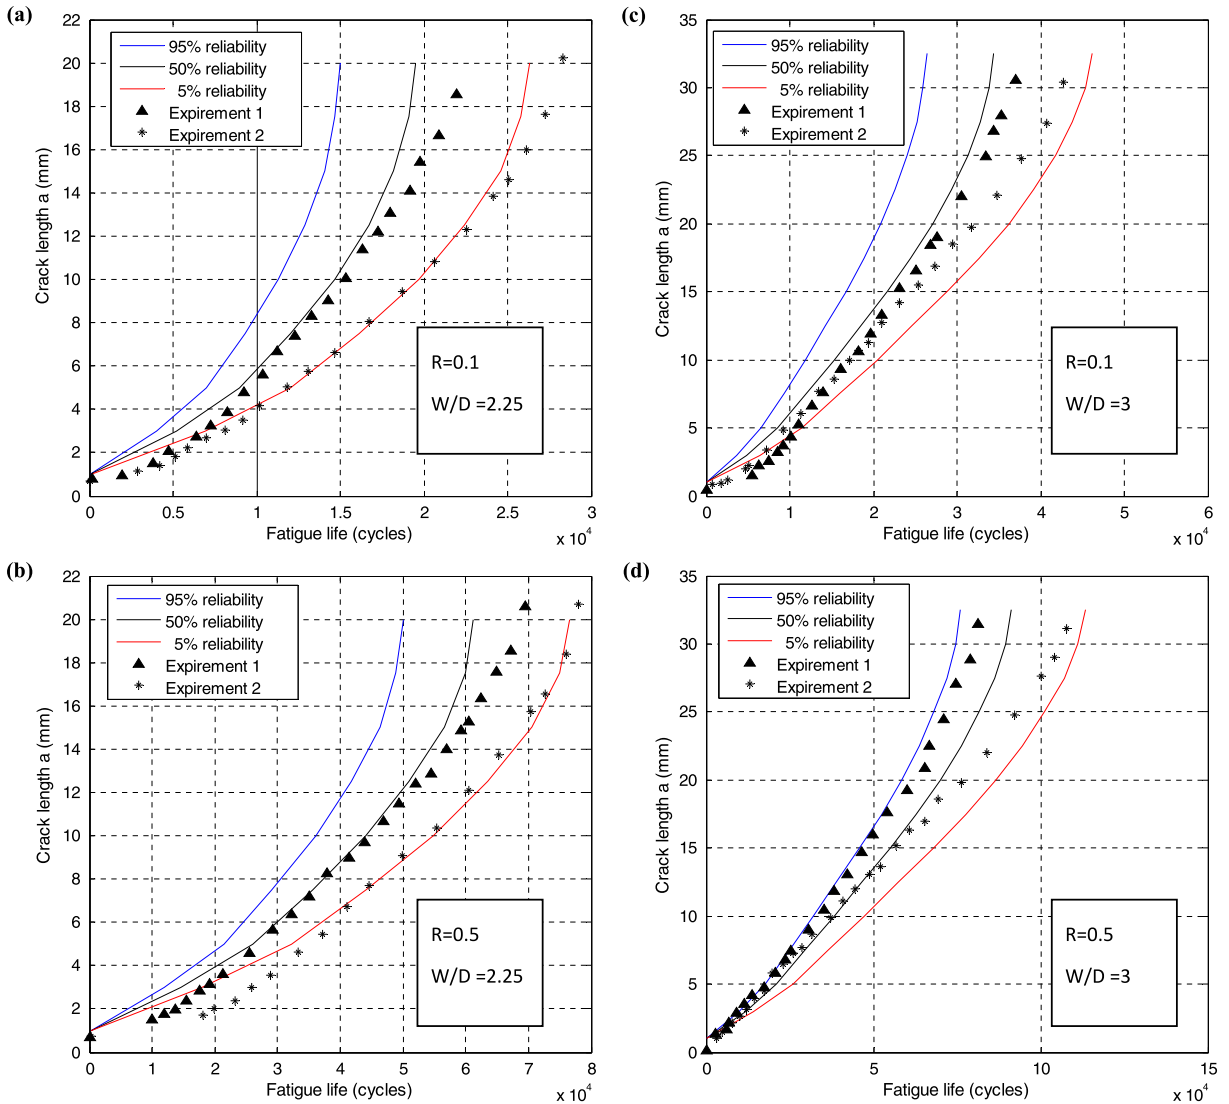 (a)
22
20
18
16
14
12
10
8
6
4
2
0
Crack length a (mm)
95% reliability
50% reliability
5% reliability
Expirement 1
Expirement 2
R=0.1
W/D =2.25
0 0.5 1 1.5 2 2.5 3
Fatigue life (cycles)
x 10^4
(c)
35
30
25
20
15
10
5
0
Crack length a (mm)
95% reliability
50% reliability
5% reliability
Expirement 1
Expirement 2
R=0.1
W/D =3
0 1 2 3 4 5 6
Fatigue life (cycles)
x 10^4
(b)
22
20
18
16
14
12
10
8
6
4
2
0
Crack length a (mm)
95% reliability
50% reliability
5% reliability
Expirement 1
Expirement 2
R=0.5
W/D =2.25
0 1 2 3 4 5 6 7 8
Fatigue life (cycles)
x 10^4
(d)
35
30
25
20
15
10
5
0
Crack length a (mm)
95% reliability
50% reliability
5% reliability
Expirement 1
Expirement 2
R=0.5
W/D =3
0 5 10 15
Fatigue life (cycles)
x 10^4